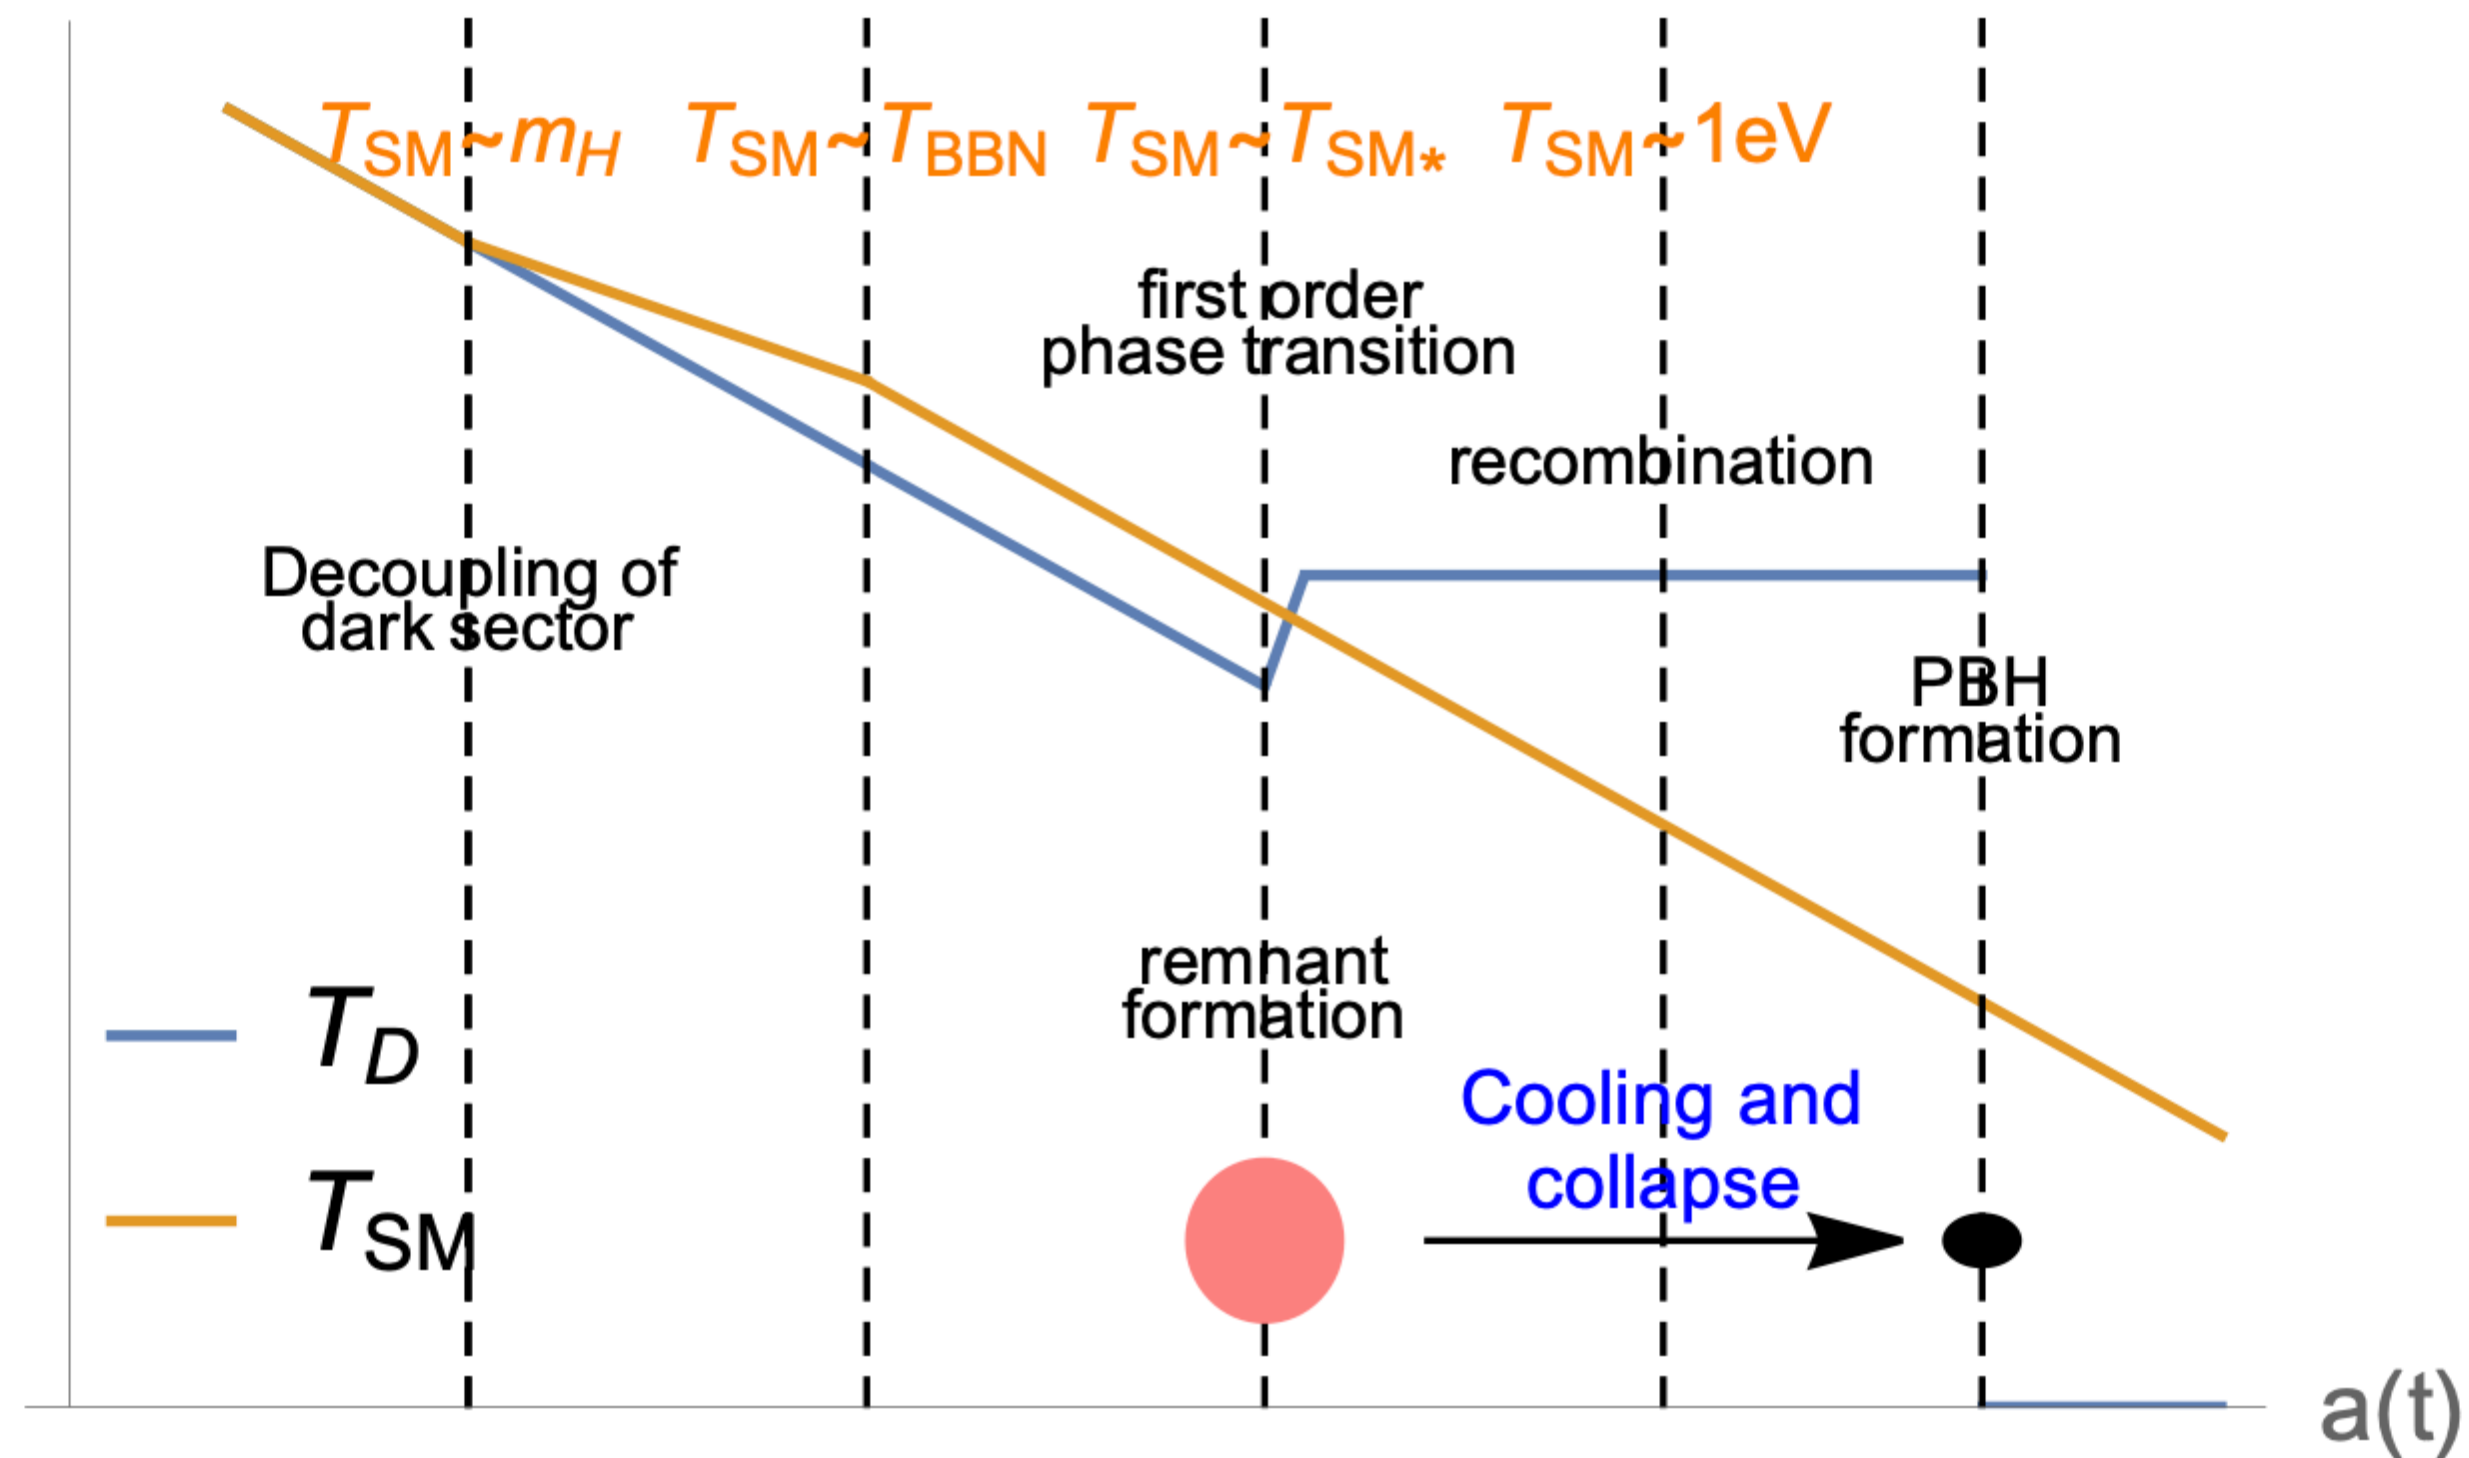 T_SM~m_H T_SM~T_BBN T_SM~T_SM* T_SM~1eV
first order
phase transition
recombination
Decoupling of
dark sector
PBH
formation
remnant
formation
T_D
Cooling and
collapse
T_SM
a(t)